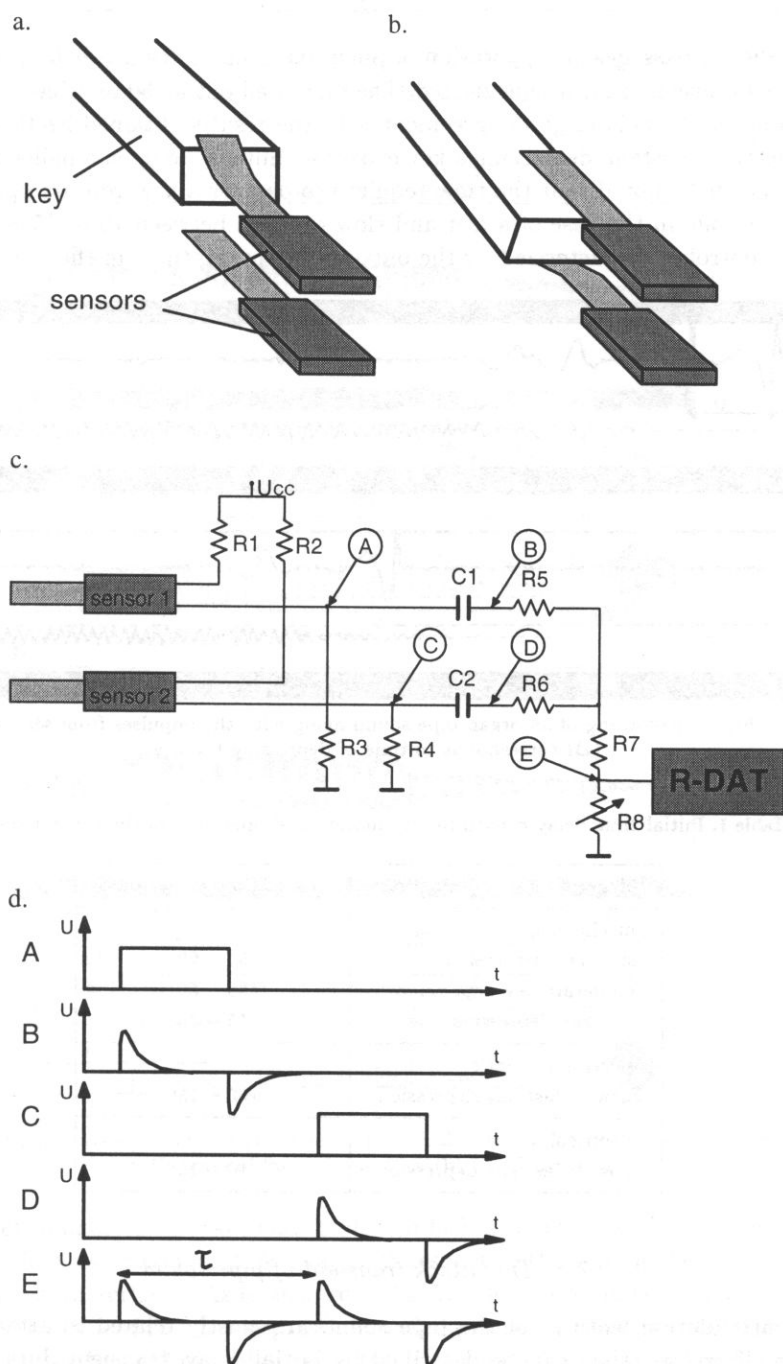 a.
b.
key
sensors
c.
Ucc
R1
R2
A
B
C1
R5
sensor 1
C
D
C2
R6
sensor 2
R3
R4
R7
E
R-DAT
R8
d.
U
A
t
U
B
t
U
C
t
U
D
t
U
τ
E
t